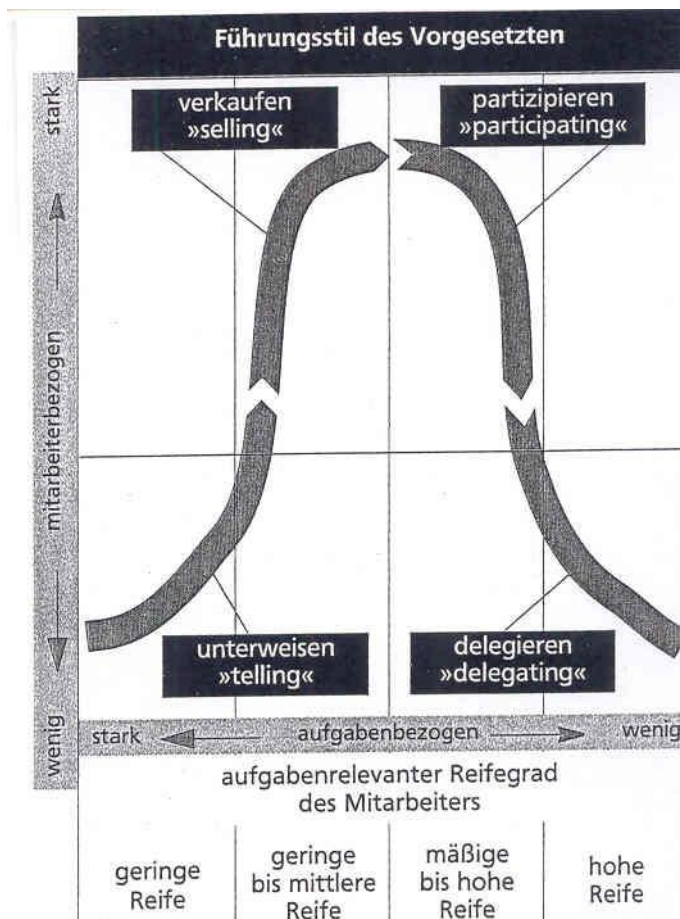 Führungsstil des Vorgesetzten
verkaufen
»selling«
partizipieren
»participating«
stark
mitarbeiterbezogen
wenig
unterweisen
»telling«
delegieren
»delegating«
stark aufgabenbezogen wenig
aufgabenrelevanter Reifegrad
des Mitarbeiters
geringe
Reife
geringe
bis mittlere
Reife
mäßige
bis hohe
Reife
hohe
Reife